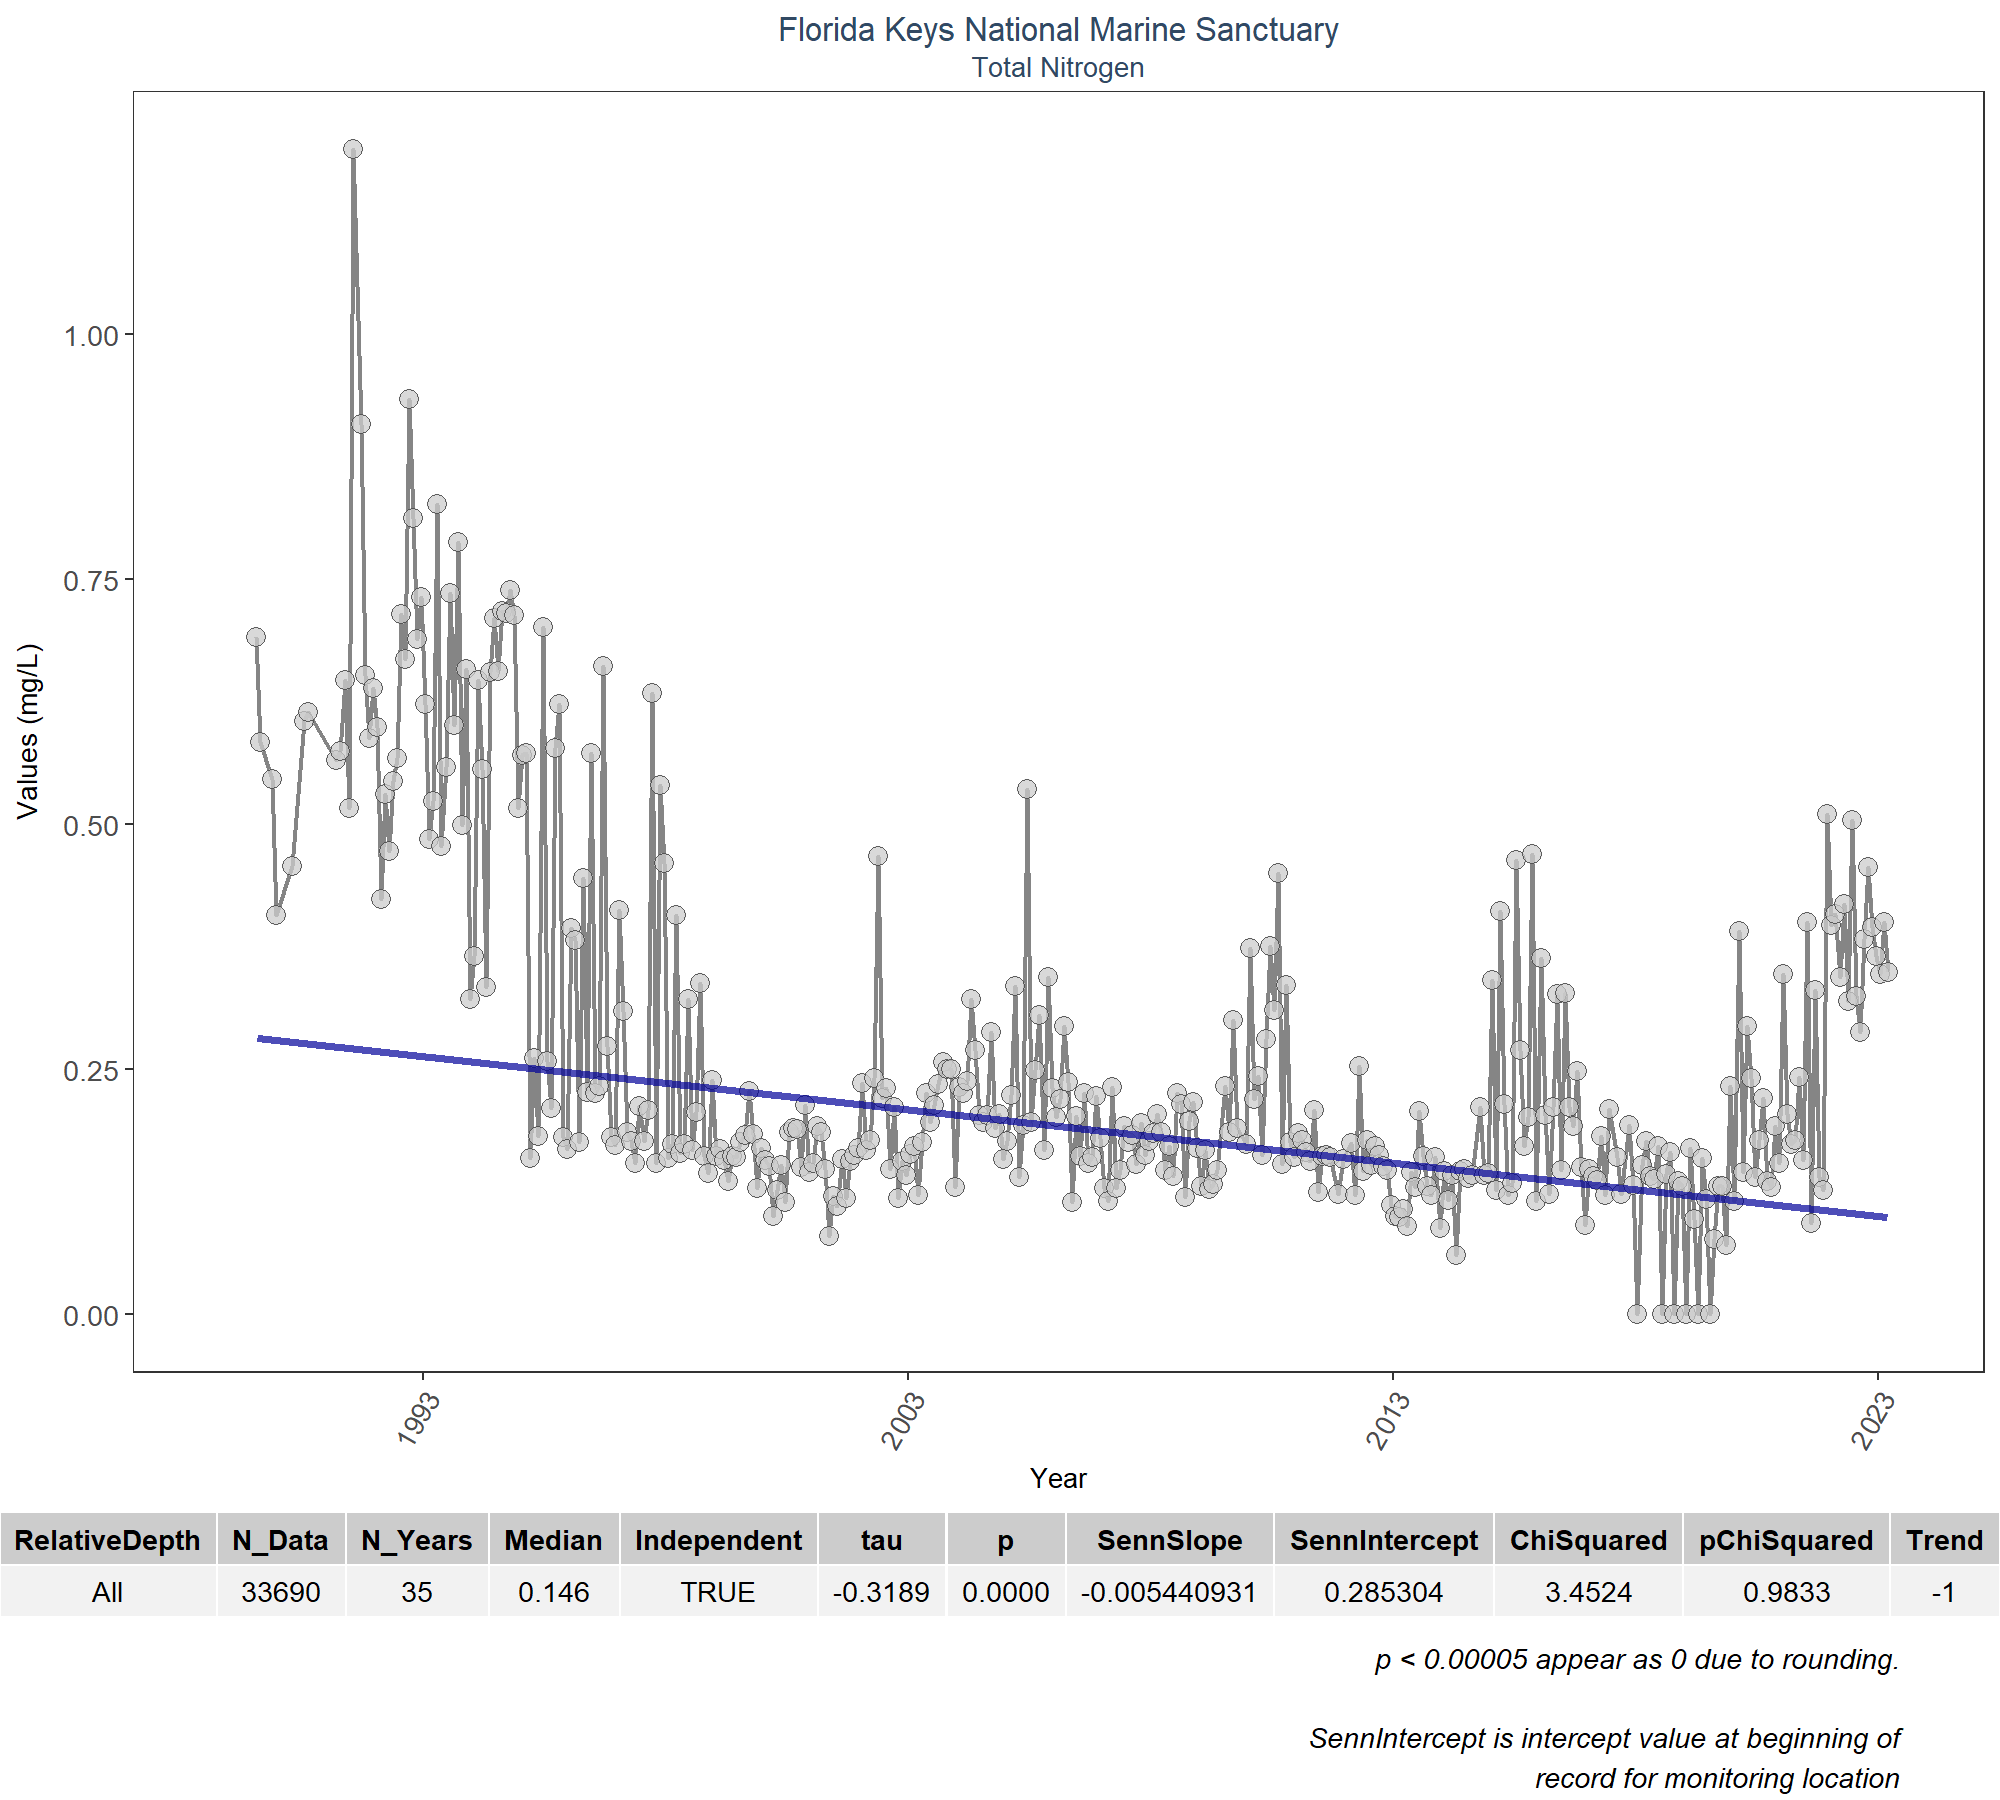 Florida Keys National Marine Sanctuary
Total Nitrogen
Values (mg/L)
1.00
0.75
0.50
0.25
0.00
1993 2003 2013 2023
Year
RelativeDepth N_Data N_Years Median Independent tau p SennSlope SennIntercept ChiSquared pChiSquared Trend
All 33690 35 0.146 TRUE -0.3189 0.0000 -0.005440931 0.285304 3.4524 0.9833 -1
p < 0.00005 appear as 0 due to rounding.
SennIntercept is intercept value at beginning of
record for monitoring location